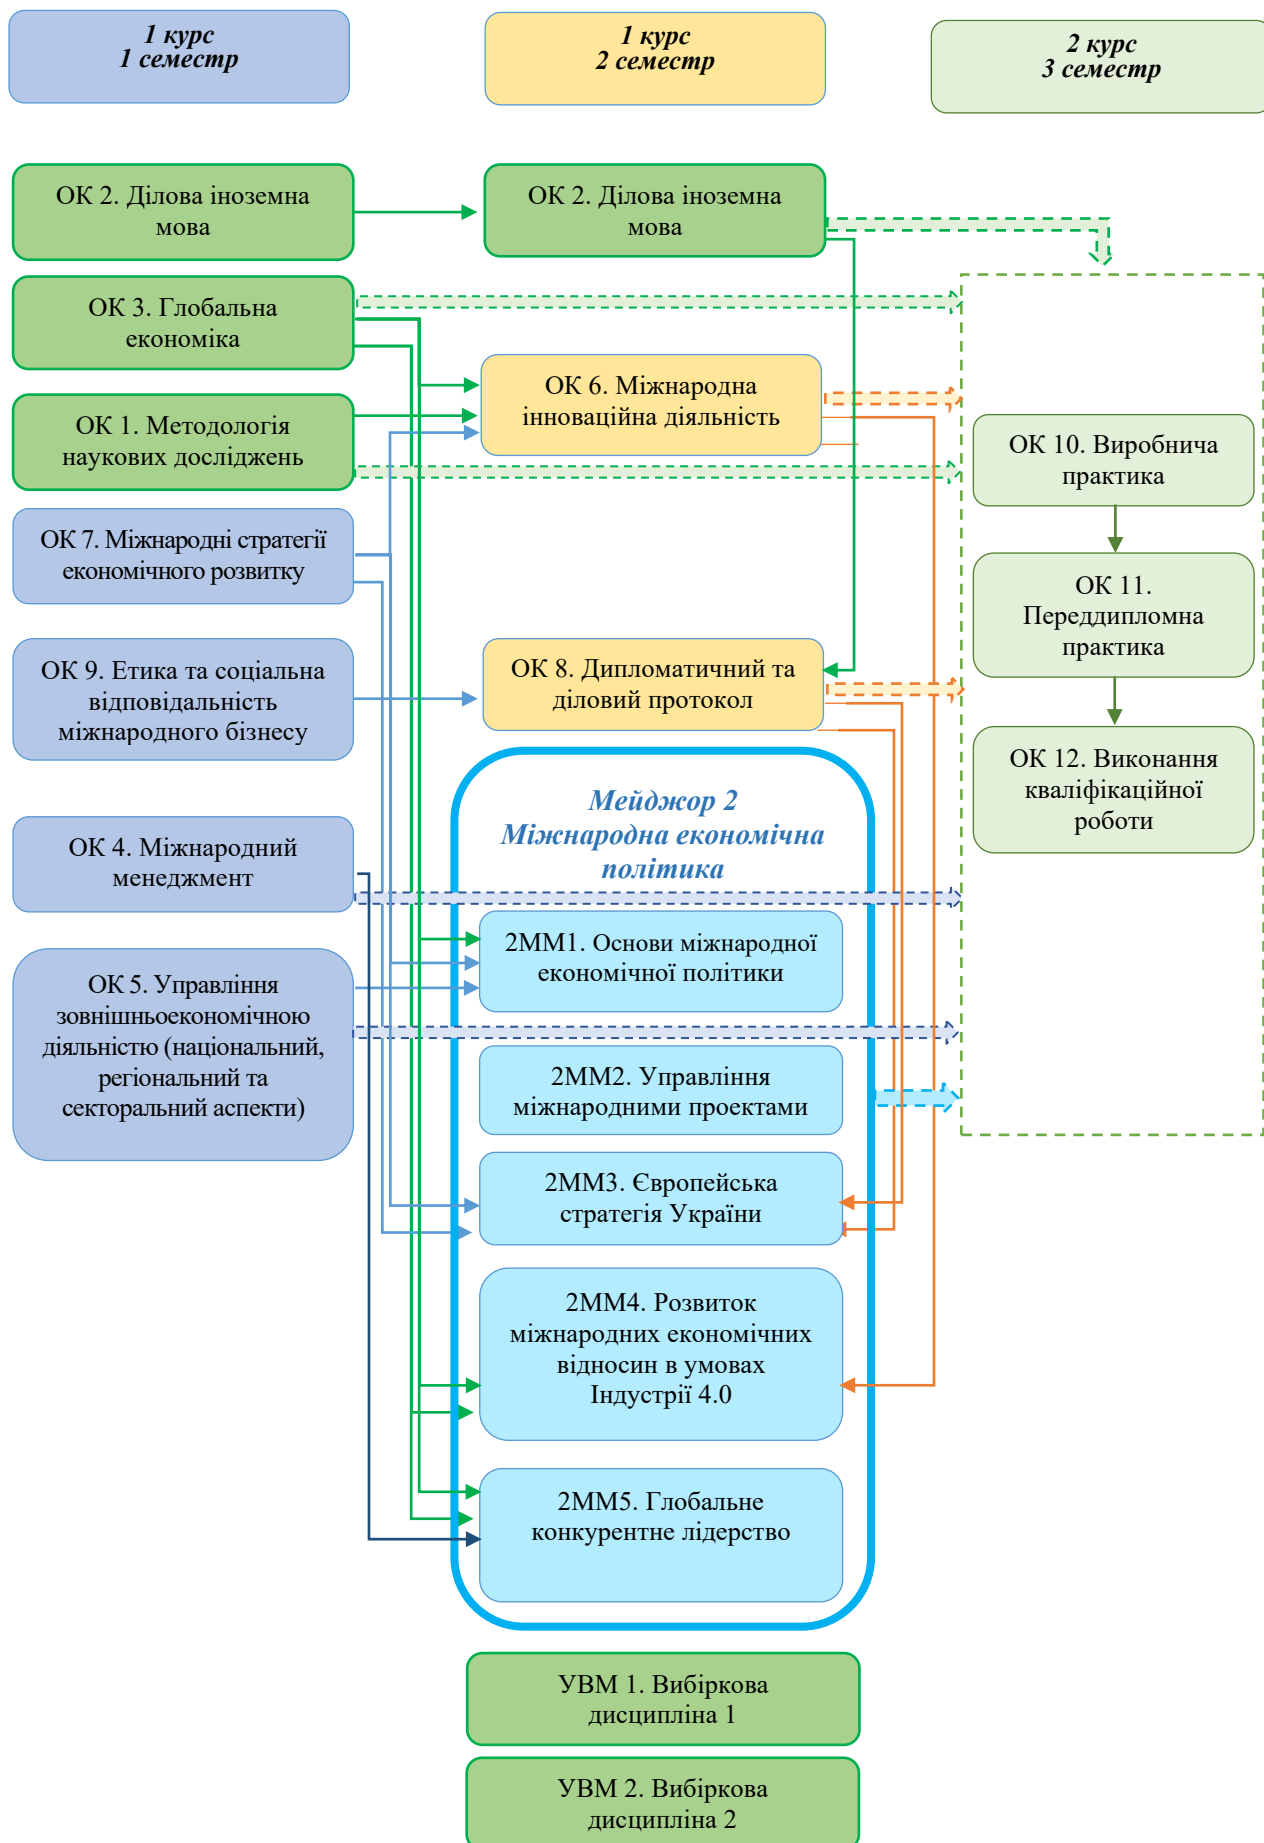 1 курс
1 семестр
1 курс
2 семестр
2 курс
3 семестр
ОК 2. Ділова іноземна
мова
ОК 2. Ділова іноземна
мова
ОК 3. Глобальна
економіка
ОК 6. Міжнародна
інноваційна діяльність
ОК 1. Методологія
наукових досліджень
ОК 10. Виробнича
практика
ОК 7. Міжнародні стратегії
економічного розвитку
ОК 11.
Переддипломна
практика
ОК 9. Етика та соціальна
відповідальність
міжнародного бізнесу
ОК 8. Дипломатичний та
діловий протокол
ОК 12. Виконання
кваліфікаційної
роботи
Мейджор 2
Міжнародна економічна
політика
ОК 4. Міжнародний
менеджмент
2ММ1. Основи міжнародної
економічної політики
ОК 5. Управління
зовнішньоекономічною
діяльністю (національний,
регіональний та
секторальний аспекти)
2ММ2. Управління
міжнародними проектами
2ММ3. Європейська
стратегія України
2ММ4. Розвиток
міжнародних економічних
відносин в умовах
Індустрії 4.0
2ММ5. Глобальне
конкурентне лідерство
УВМ 1. Вибіркова
дисципліна 1
УВМ 2. Вибіркова
дисципліна 2